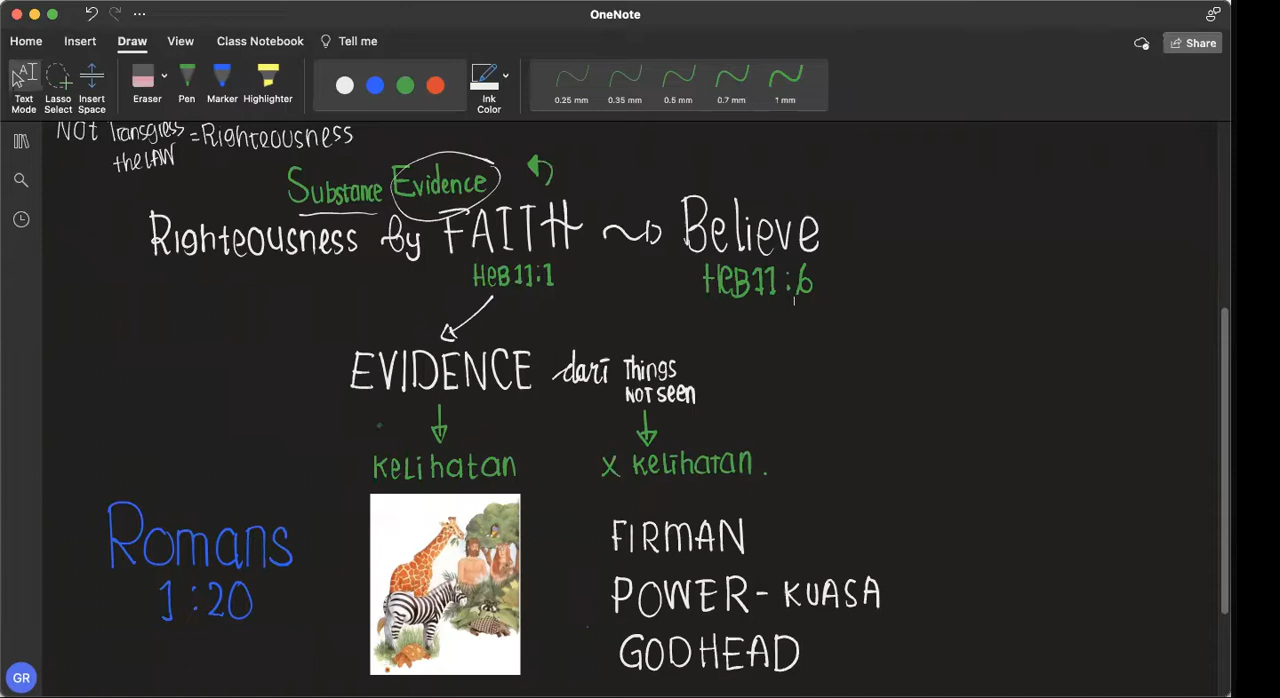 OneNote
Home Insert Draw View Class Notebook Tell me
Share
Text Mode
Lasso Select
Insert Space
Eraser
Pen
Marker
Highlighter
Ink Color
0.25 mm
0.35 mm
0.5 mm
0.7 mm
1 mm
NOT Transgress = Righteousness
the LAW
Substance Evidence
Righteousness by FAITH Believe
HEB 11:1
HEB 11:6
EVIDENCE dari Things
NOT seen
Kelihatan
X Kelihatan.
Romans
1:20
FIRMAN
POWER - KUASA
GODHEAD
GR